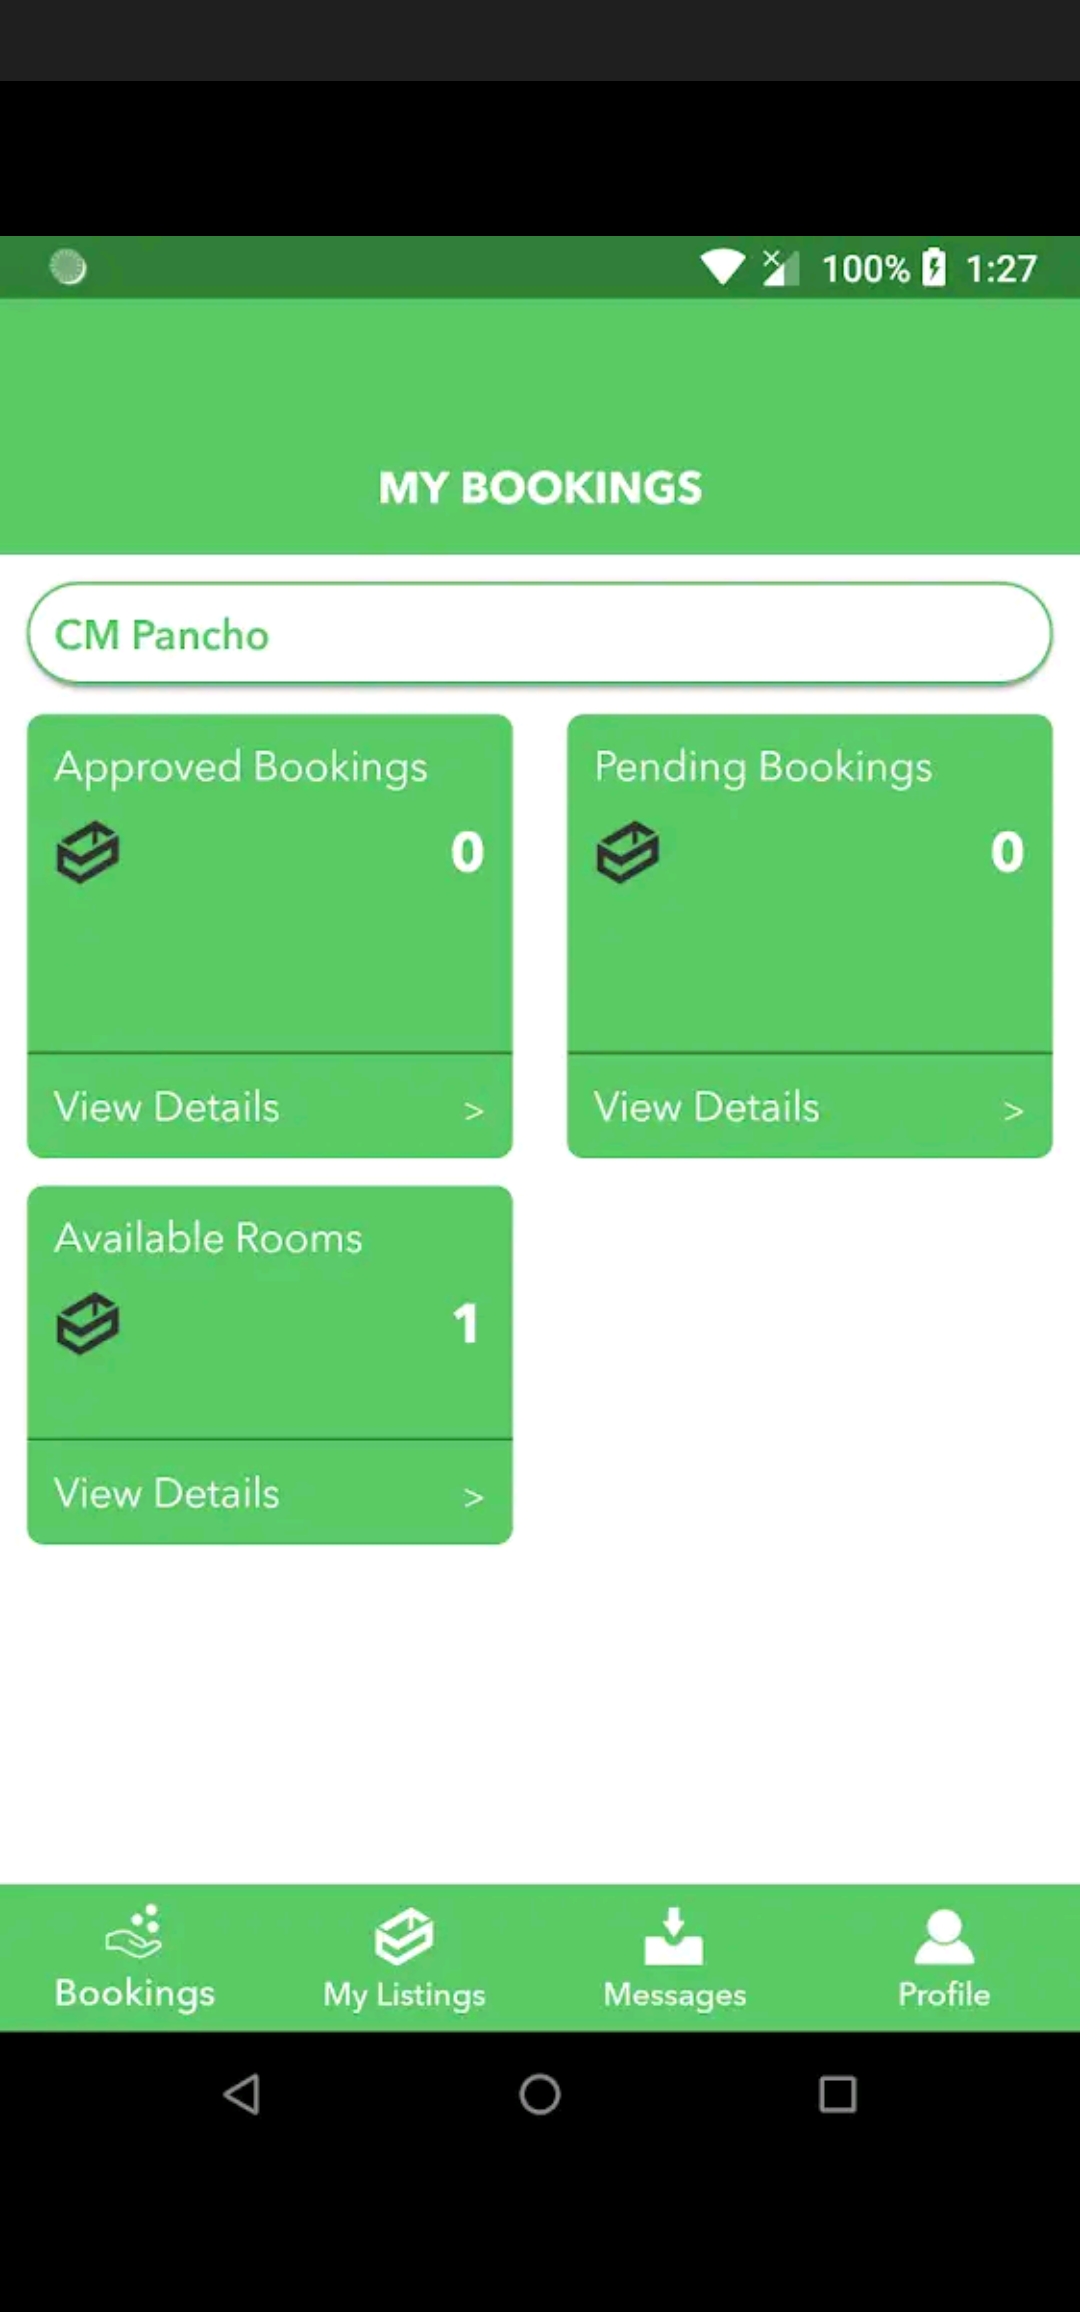 100% 1:27
MY BOOKINGS
CM Pancho
Approved Bookings
0
View Details >
Pending Bookings
0
View Details >
Available Rooms
1
View Details >
Bookings
My Listings
Messages
Profile